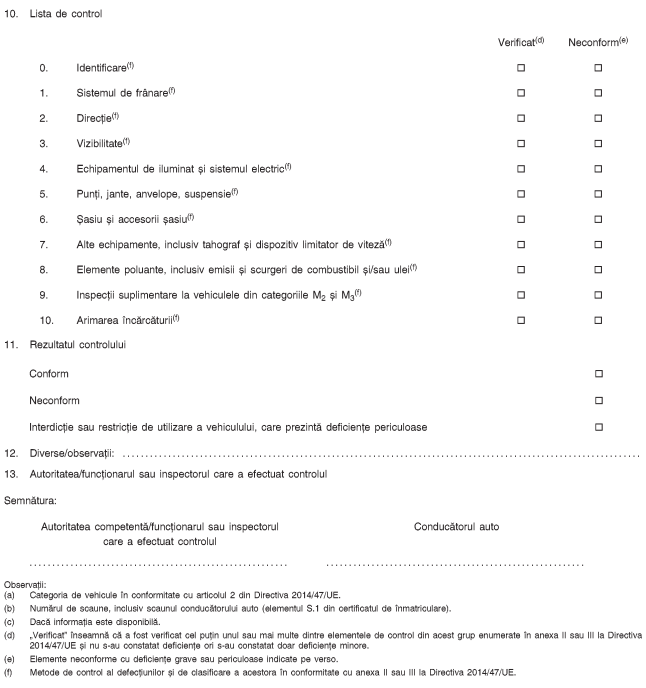 10. Lista de control
Verificat(d) Neconform(e)
0. Identificare(f)
1. Sistemul de frânare(f)
2. Direcție(f)
3. Vizibilitate(f)
4. Echipamentul de iluminat și sistemul electric(f)
5. Punți, jante, anvelope, suspensie(f)
6. Șasiu și accesorii șasiu(f)
7. Alte echipamente, inclusiv tahograf și dispozitiv limitator de viteză(f)
8. Elemente poluante, inclusiv emisii și scurgeri de combustibil și/sau ulei(f)
9. Inspecții suplimentare la vehiculele din categoriile M2 și M3(f)
10. Arimarea încărcăturii(f)
11. Rezultatul controlului
Conform
Neconform
Interdicție sau restricție de utilizare a vehiculului, care prezintă deficiențe periculoase
12. Diverse/observații: ........................................................................
13. Autoritatea/funcționarul sau inspectorul care a efectuat controlul
Semnătura:
Autoritatea competentă/funcționarul sau inspectorul Conducătorul auto
care a efectuat controlul
........................................................ ........................................................
Observații:
(a) Categoria de vehicule în conformitate cu articolul 2 din Directiva 2014/47/UE.
(b) Numărul de scaune, inclusiv scaunul conducătorului auto (elementul S.1 din certificatul de înmatriculare).
(c) Dacă informația este disponibilă.
(d) „Verificat” înseamnă că a fost verificat cel puțin unul sau mai multe dintre elementele de control din acest grup enumerate în anexa II sau III la Directiva
2014/47/UE și nu s-au constatat deficiențe ori s-au constatat doar deficiențe minore.
(e) Elemente neconforme cu deficiențe grave sau periculoase indicate pe verso.
(f) Metode de control al defecțiunilor și de clasificare a acestora în conformitate cu anexa II sau III la Directiva 2014/47/UE.